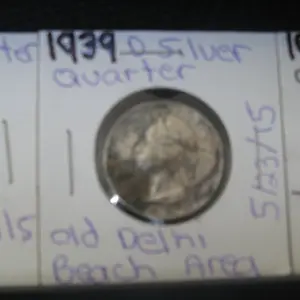 1939 D Silver
quarter
5/23/15
old Delhi
Beach Area